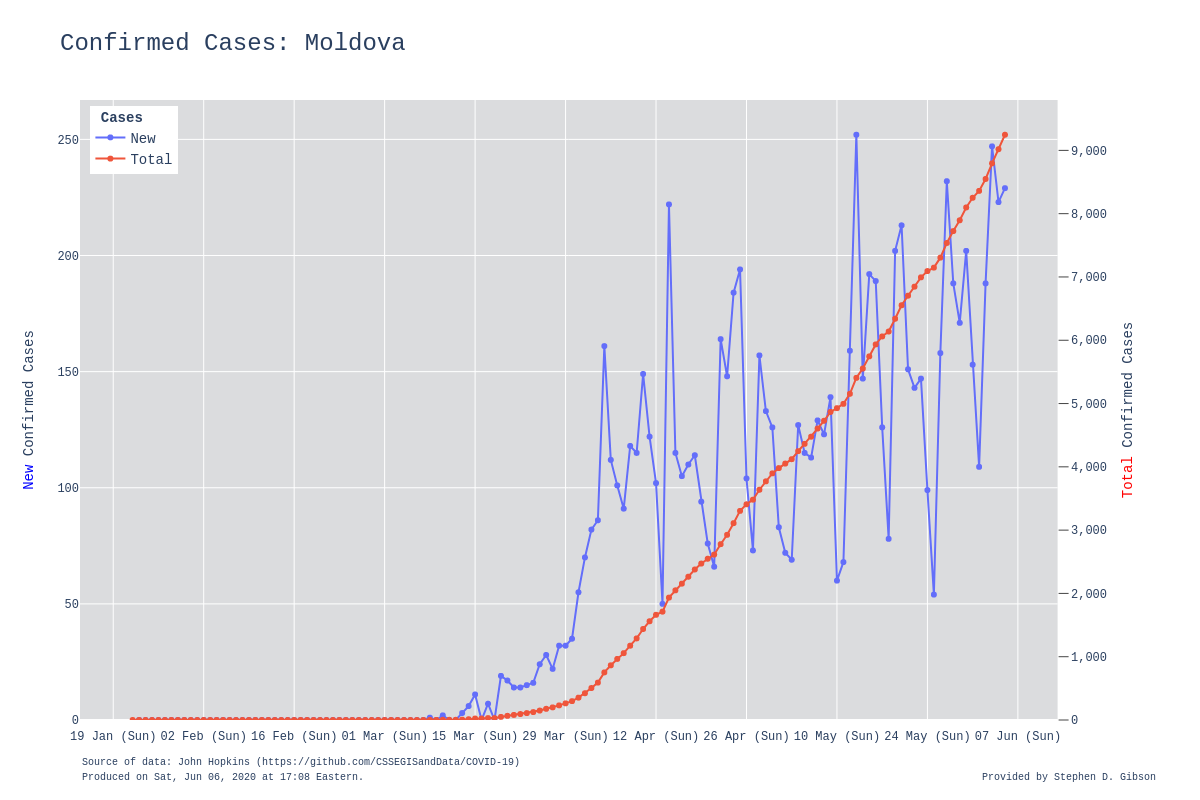 Confirmed Cases: Moldova
Cases
New
Total
250
200
150
100
50
0
9,000
8,000
7,000
6,000
5,000
4,000
3,000
2,000
1,000
0
New Confirmed Cases
Total Confirmed Cases
19 Jan (Sun) 02 Feb (Sun) 16 Feb (Sun) 01 Mar (Sun) 15 Mar (Sun) 29 Mar (Sun) 12 Apr (Sun) 26 Apr (Sun) 10 May (Sun) 24 May (Sun) 07 Jun (Sun)
Source of data: John Hopkins (https://github.com/CSSEGISandData/COVID-19)
Produced on Sat, Jun 06, 2020 at 17:08 Eastern.
Provided by Stephen D. Gibson